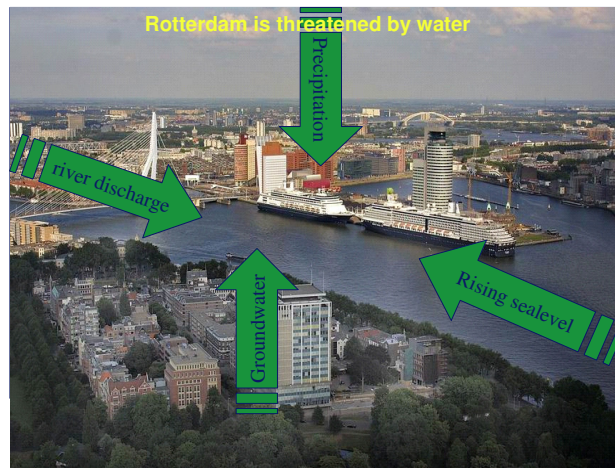 Rotterdam is threatened by water
Precipitation
river discharge
Groundwater
Rising sealevel